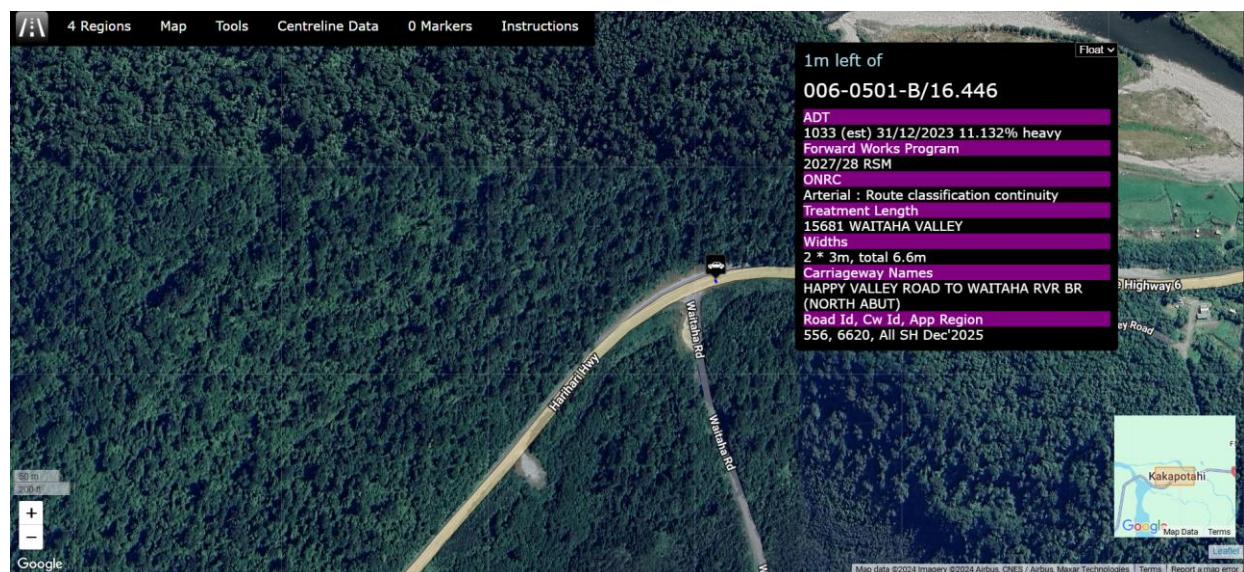 4 Regions Map Tools Centreline Data 0 Markers Instructions
Float
1m left of
006-0501-B/16.446
ADT
1033 (est) 31/12/2023 11.132% heavy
Forward Works Program
2027/28 RSM
ONRC
Arterial : Route classification continuity
Treatment Length
15681 WAITAHA VALLEY
Widths
2 * 3m, total 6.6m
Carriageway Names
HAPPY VALLEY ROAD TO WAITAHA RVR BR
(NORTH ABUT)
Road Id, Cw Id, App Region
556, 6620, All SH Dec'2025
Highway 6
ey Road
Waitaha Rd
Harihari Hwy
Waitaha Rd
W
50 m
200 ft
+
−
Google
Kakapotahi
Google
Map Data Terms
Leaflet
Map data ©2024 Imagery ©2024 Airbus, CNES / Airbus, Maxar Technologies Terms Report a map error